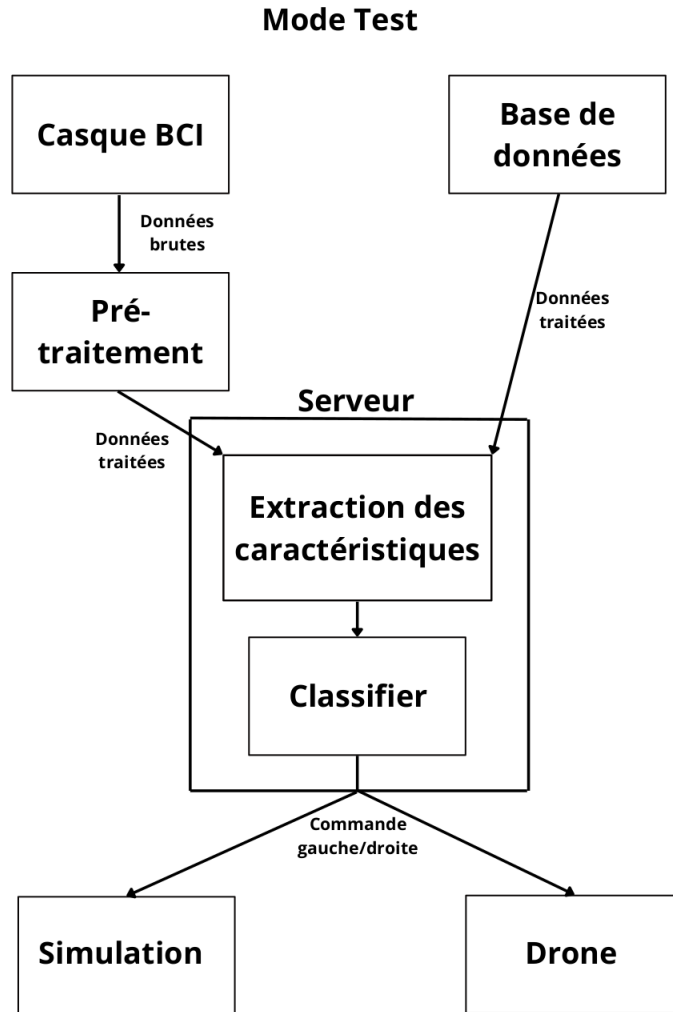 Mode Test
Casque BCI
Base de
données
Données
brutes
Pré-
traitement
Données
traitées
Serveur
Données
traitées
Extraction des
caractéristiques
Classifier
Commande
gauche/droite
Simulation
Drone